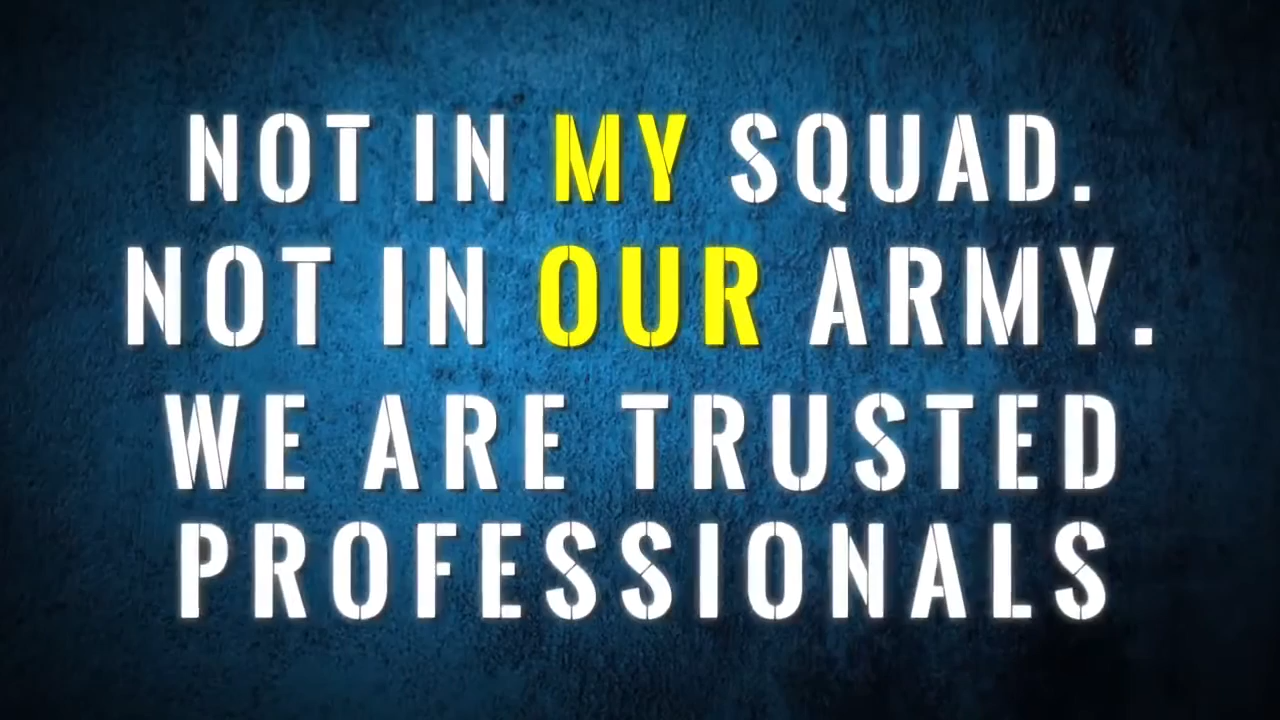 NOT IN MY SQUAD.
NOT IN OUR ARMY.
WE ARE TRUSTED
PROFESSIONALS